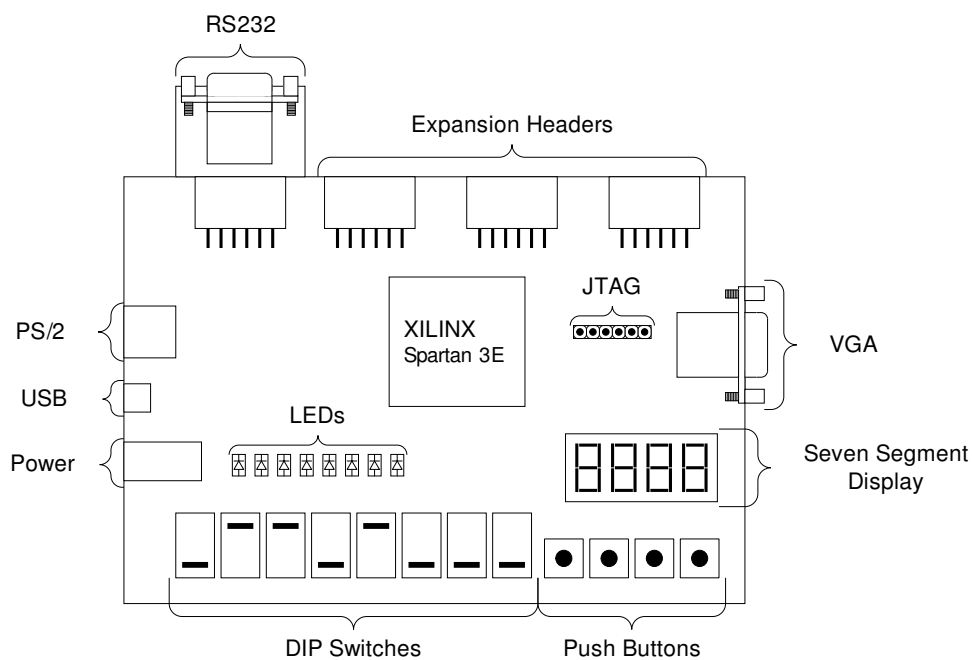 RS232
Expansion Headers
JTAG
PS/2
XILINX
Spartan 3E
VGA
USB
LEDs
Power
Seven Segment
Display
DIP Switches
Push Buttons